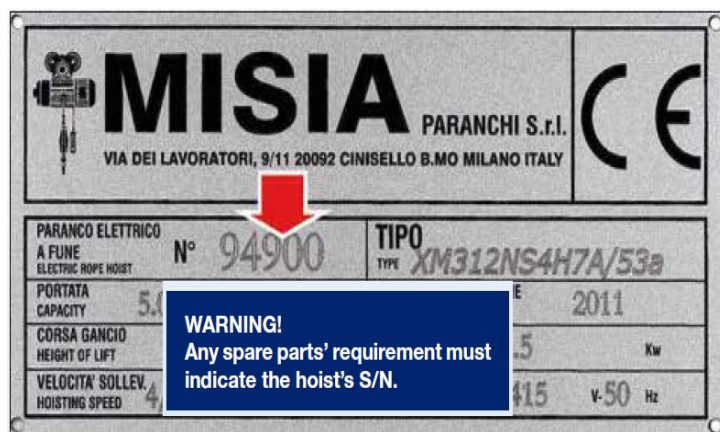 MISIA
PARANCHI S.r.l.
CE
VIA DEI LAVORATORI, 9/11 20092 CINISELLO B.MO MILANO ITALY
PARANCO ELETTRICO
A FUNE
ELECTRIC ROPE HOIST
N° 94900
TIPO
TYPE XM312NS4H7A/53a
PORTATA
CAPACITY
2011
CORSA GANCIO
HEIGHT OF LIFT
Kw
VELOCITA' SOLLEV.
HOISTING SPEED
415 V-50 Hz
WARNING!
Any spare parts' requirement must
indicate the hoist's S/N.